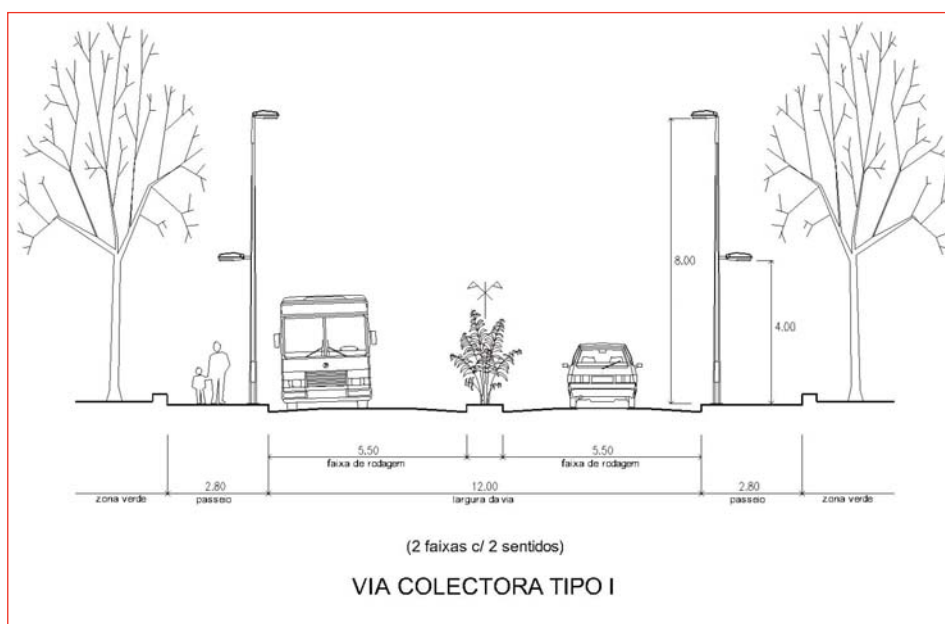 8.00
4.00
5.50
5.50
faixa de rodagem
faixa de rodagem
2.80
12.00
2.80
zona verde
passeio
largura da via
passeio
zona verde
(2 faixas c/ 2 sentidos)
VIA COLECTORA TIPO I